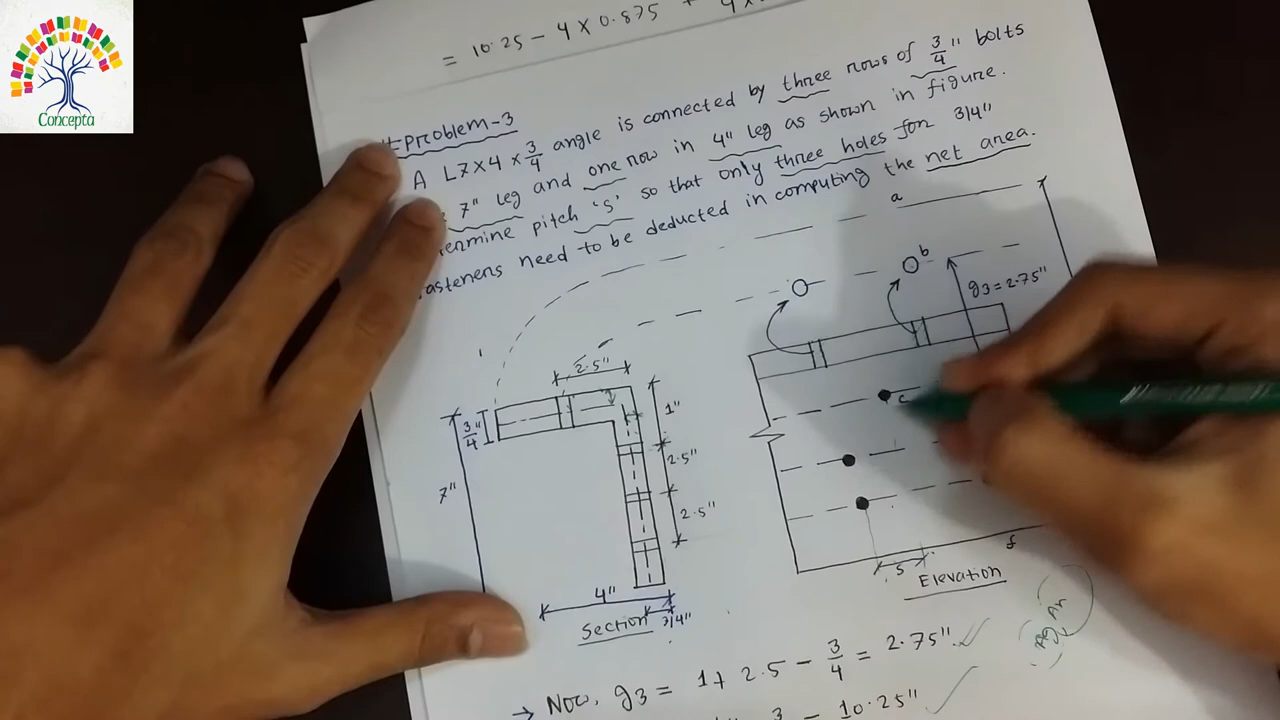 Concepta
= 10.25 - 4 × 0.875 +
# Problem-3
A L7×4×3/4 angle is connected by three rows of 3/4" bolts
7" leg and one row in 4" leg as shown in figure.
pitch 's' so that only three holes for 3/4"
need to be deducted in computing the net area.
a
b
g3 = 2.75"
c
2.5"
3/4"
1"
2.5"
2.5"
7"
4"
3/4"
Section
s
f
Elevation
→ Now, g3 = 1 + 2.5 - 3/4 = 2.75"
10.25"